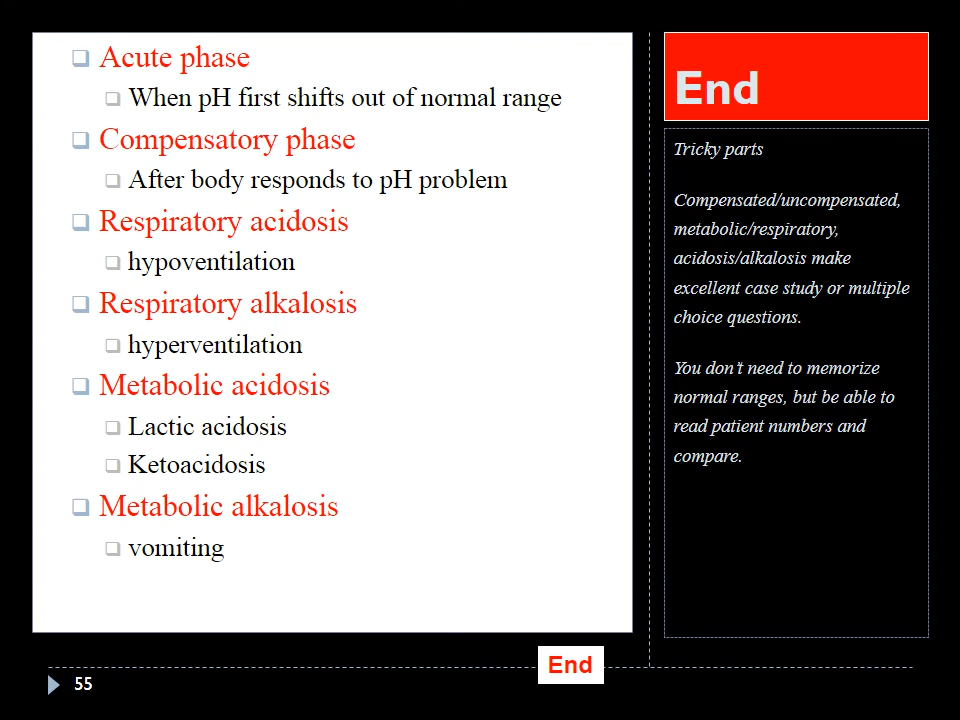 Acute phase
When pH first shifts out of normal range
Compensatory phase
After body responds to pH problem
Respiratory acidosis
hypoventilation
Respiratory alkalosis
hyperventilation
Metabolic acidosis
Lactic acidosis
Ketoacidosis
Metabolic alkalosis
vomiting
End
Tricky parts
Compensated/uncompensated,
metabolic/respiratory,
acidosis/alkalosis make
excellent case study or multiple
choice questions.
You don't need to memorize
normal ranges, but be able to
read patient numbers and
compare.
End
55